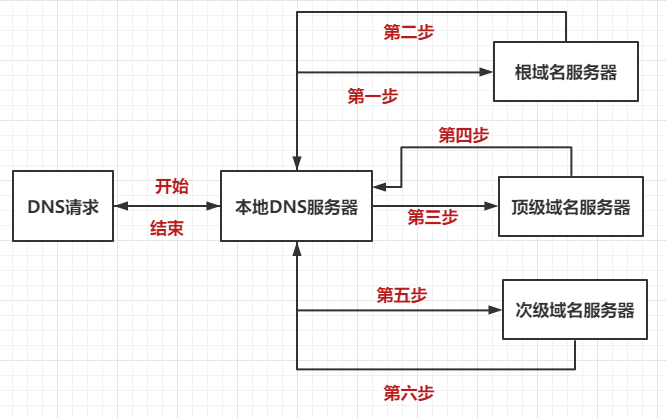 第二步
根域名服务器
第一步
第四步
开始
DNS请求
本地DNS服务器
顶级域名服务器
第三步
结束
第五步
次级域名服务器
第六步